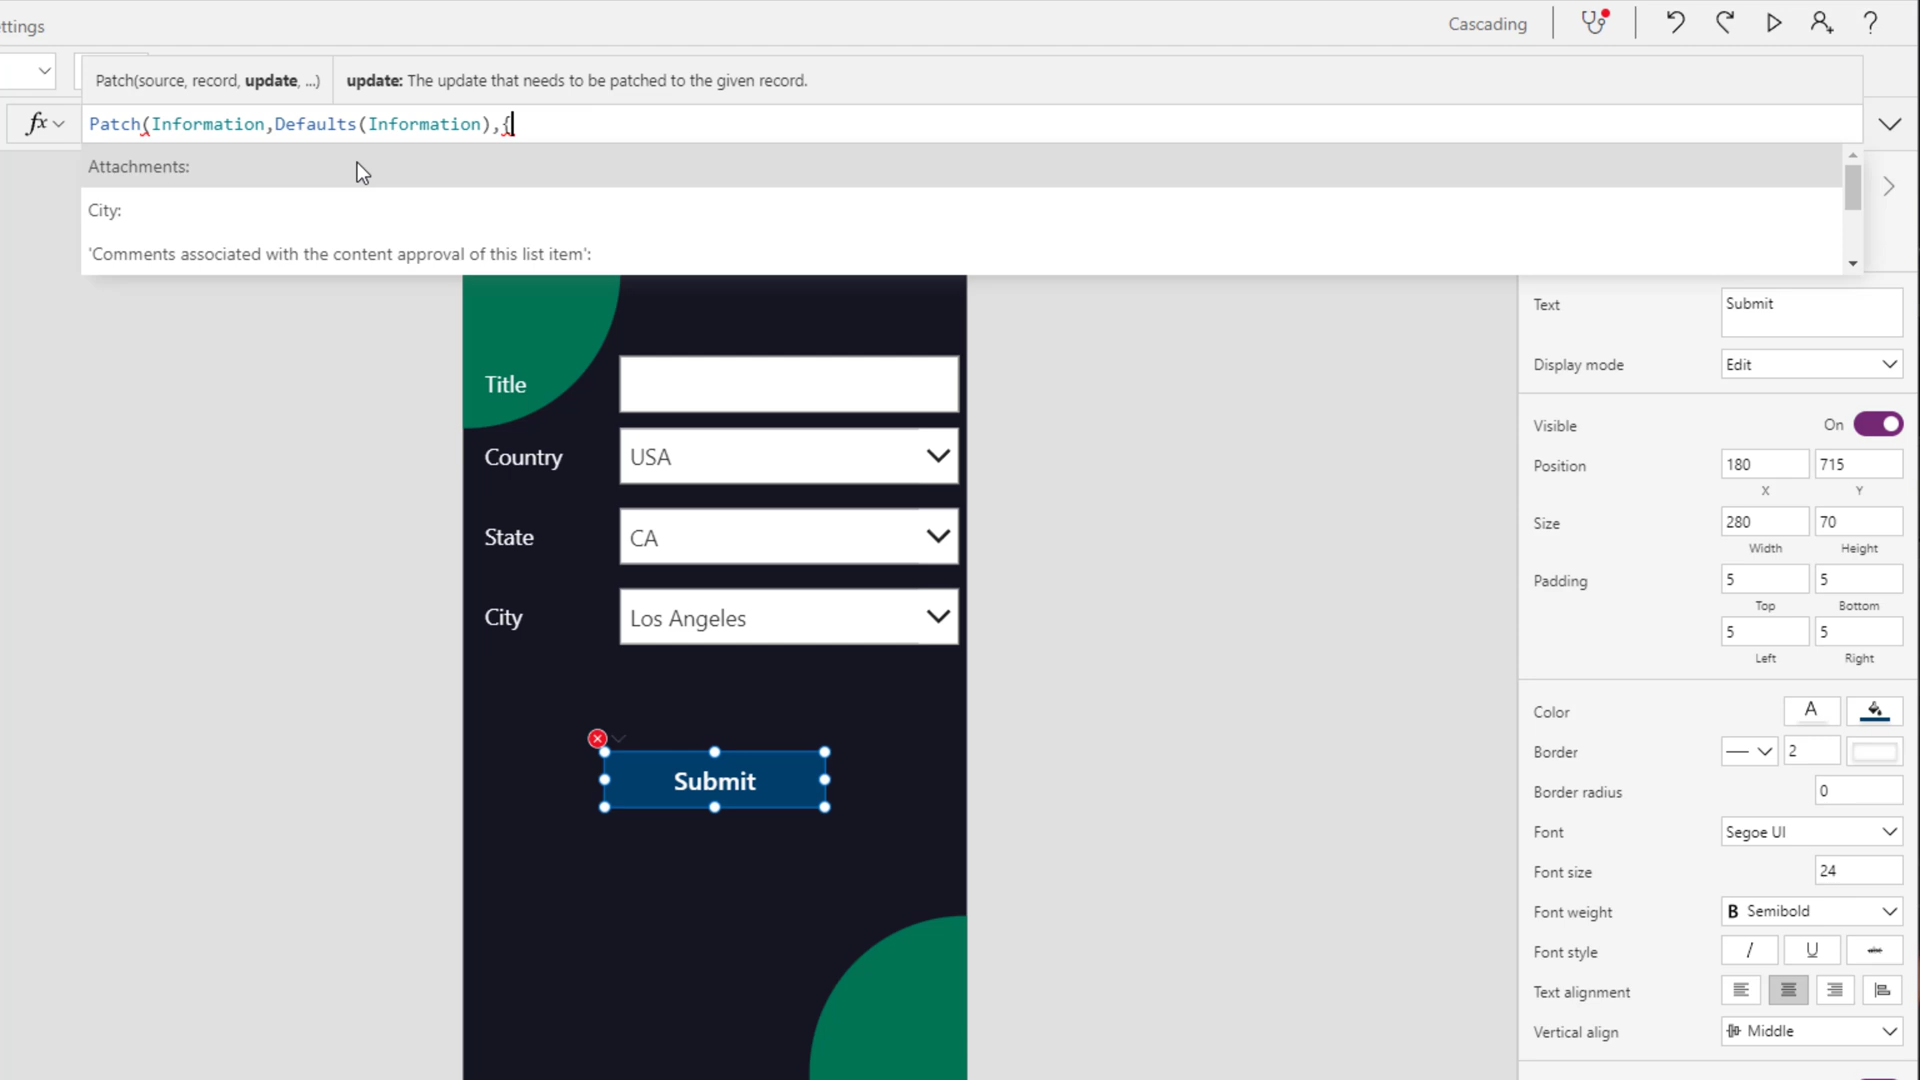 ettings
Cascading
Patch(source, record, update, ...)
update: The update that needs to be patched to the given record.
fx
Patch(Information,Defaults(Information),{
Attachments:
City:
'Comments associated with the content approval of this list item':
Title
Country
USA
State
CA
City
Los Angeles
Submit
Text
Submit
Display mode
Edit
Visible
On
Position
180
715
X
Y
Size
280
70
Width
Height
Padding
5
5
Top
Bottom
5
5
Left
Right
Color
A
Border
2
Border radius
0
Font
Segoe UI
Font size
24
Font weight
B Semibold
Font style
/
U
abc
Text alignment
Vertical align
Middle